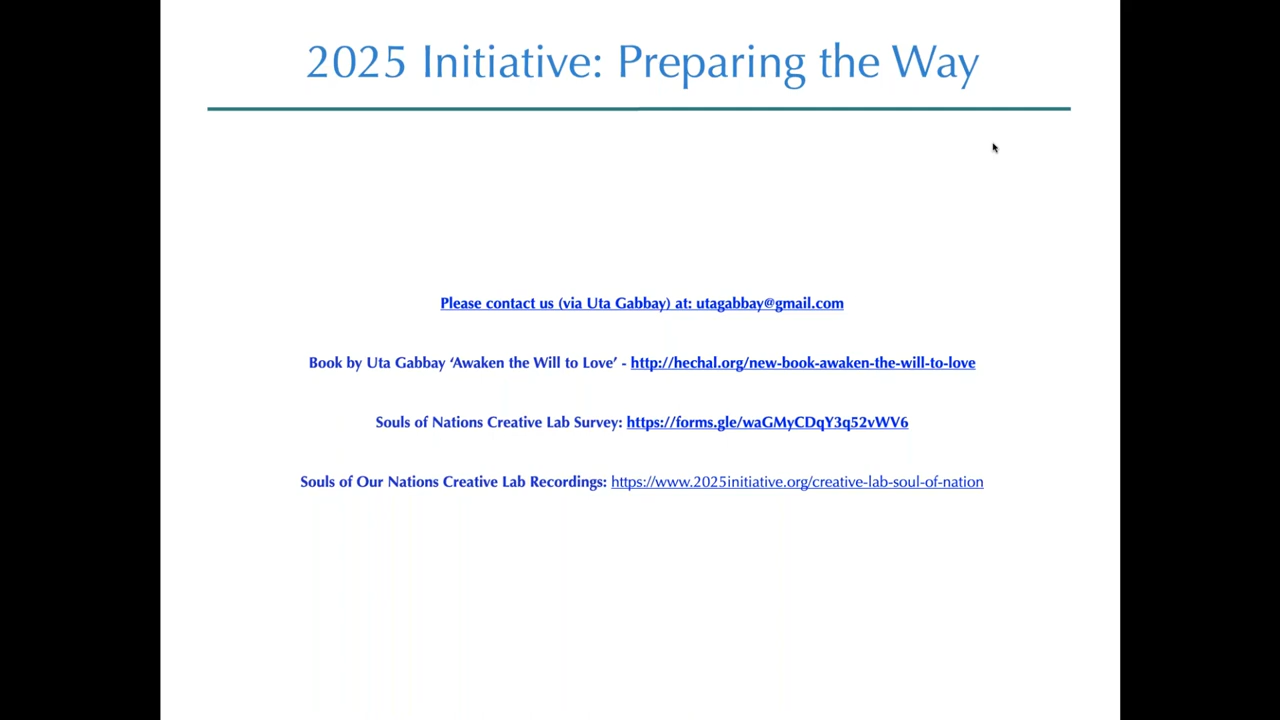 2025 Initiative: Preparing the Way
Please contact us (via Uta Gabbay) at: utagabbay@gmail.com
Book by Uta Gabbay ‘Awaken the Will to Love’ - http://hechal.org/new-book-awaken-the-will-to-love
Souls of Nations Creative Lab Survey: https://forms.gle/waGMyCDqY3q52vWV6
Souls of Our Nations Creative Lab Recordings: https://www.2025initiative.org/creative-lab-soul-of-nation